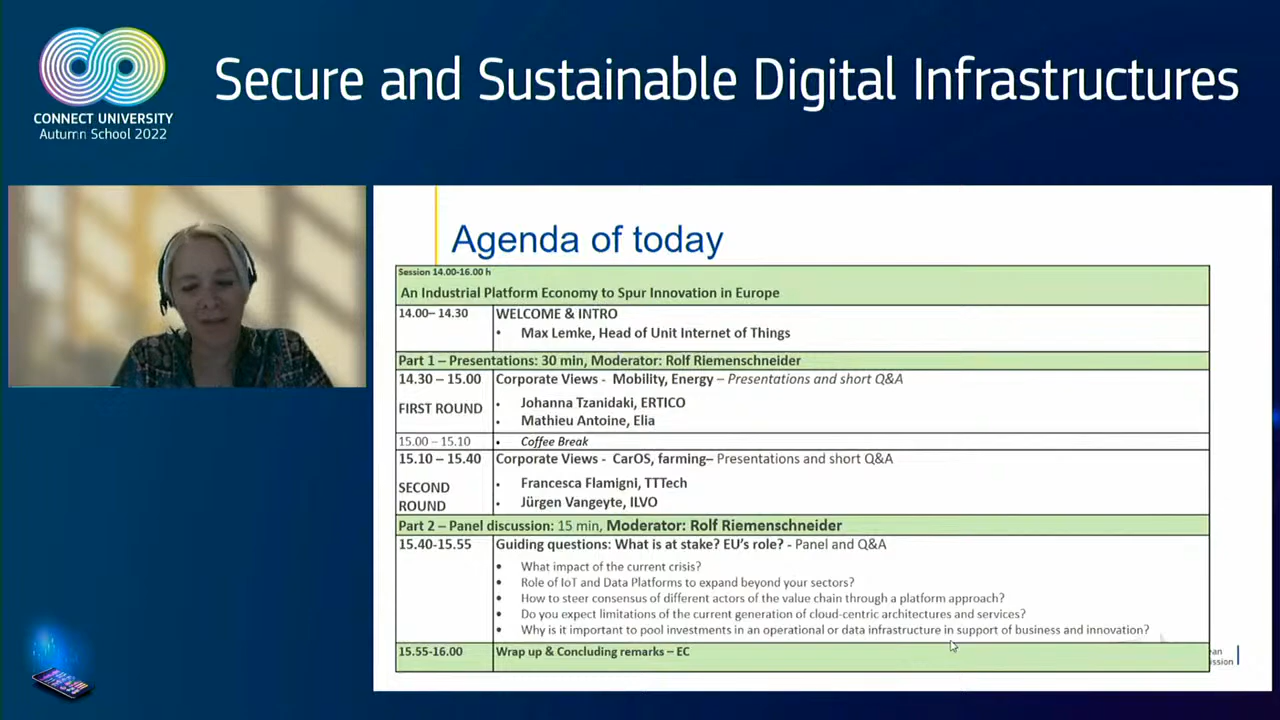 CONNECT UNIVERSITY
Autumn School 2022
Secure and Sustainable Digital Infrastructures
Agenda of today
Session 14.00-16.00 h
An Industrial Platform Economy to Spur Innovation in Europe
14.00– 14.30 WELCOME & INTRO
• Max Lemke, Head of Unit Internet of Things
Part 1 – Presentations: 30 min, Moderator: Rolf Riemenschneider
14.30 – 15.00 Corporate Views - Mobility, Energy – Presentations and short Q&A
FIRST ROUND
• Johanna Tzanidaki, ERTICO
• Mathieu Antoine, Elia
15.00 – 15.10 • Coffee Break
15.10 – 15.40 Corporate Views - CarOS, farming– Presentations and short Q&A
SECOND
ROUND
• Francesca Flamigni, TTTech
• Jürgen Vangeyte, ILVO
Part 2 – Panel discussion: 15 min, Moderator: Rolf Riemenschneider
15.40-15.55 Guiding questions: What is at stake? EU's role? - Panel and Q&A
• What impact of the current crisis?
• Role of IoT and Data Platforms to expand beyond your sectors?
• How to steer consensus of different actors of the value chain through a platform approach?
• Do you expect limitations of the current generation of cloud-centric architectures and services?
• Why is it important to pool investments in an operational or data infrastructure in support of business and innovation?
15.55-16.00 Wrap up & Concluding remarks – EC